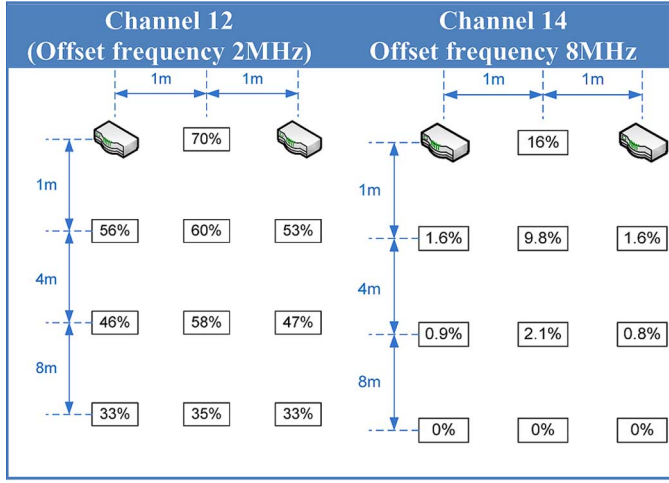 Channel 12
(Offset frequency 2MHz)
1m 1m
70%
1m
56% 60% 53%
4m
46% 58% 47%
8m
33% 35% 33%
Channel 14
Offset frequency 8MHz
1m 1m
16%
1m
1.6% 9.8% 1.6%
4m
0.9% 2.1% 0.8%
8m
0% 0% 0%